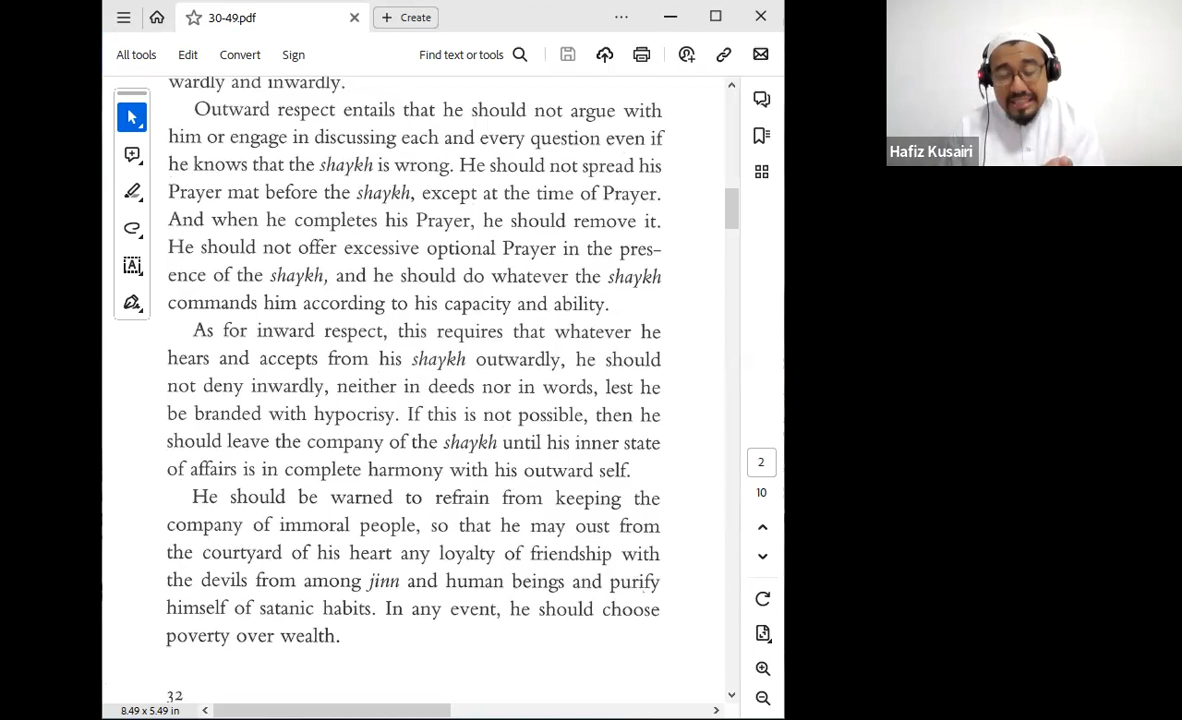 30-49.pdf
Create
All tools
Edit
Convert
Sign
Find text or tools
wardly and inwardly.
Outward respect entails that he should not argue with
him or engage in discussing each and every question even if
he knows that the shaykh is wrong. He should not spread his
Prayer mat before the shaykh, except at the time of Prayer.
And when he completes his Prayer, he should remove it.
He should not offer excessive optional Prayer in the pres-
ence of the shaykh, and he should do whatever the shaykh
commands him according to his capacity and ability.
As for inward respect, this requires that whatever he
hears and accepts from his shaykh outwardly, he should
not deny inwardly, neither in deeds nor in words, lest he
be branded with hypocrisy. If this is not possible, then he
should leave the company of the shaykh until his inner state
of affairs is in complete harmony with his outward self.
He should be warned to refrain from keeping the
company of immoral people, so that he may oust from
the courtyard of his heart any loyalty of friendship with
the devils from among jinn and human beings and purify
himself of satanic habits. In any event, he should choose
poverty over wealth.
32
8.49 x 5.49 in
2
10
Hafiz Kusairi